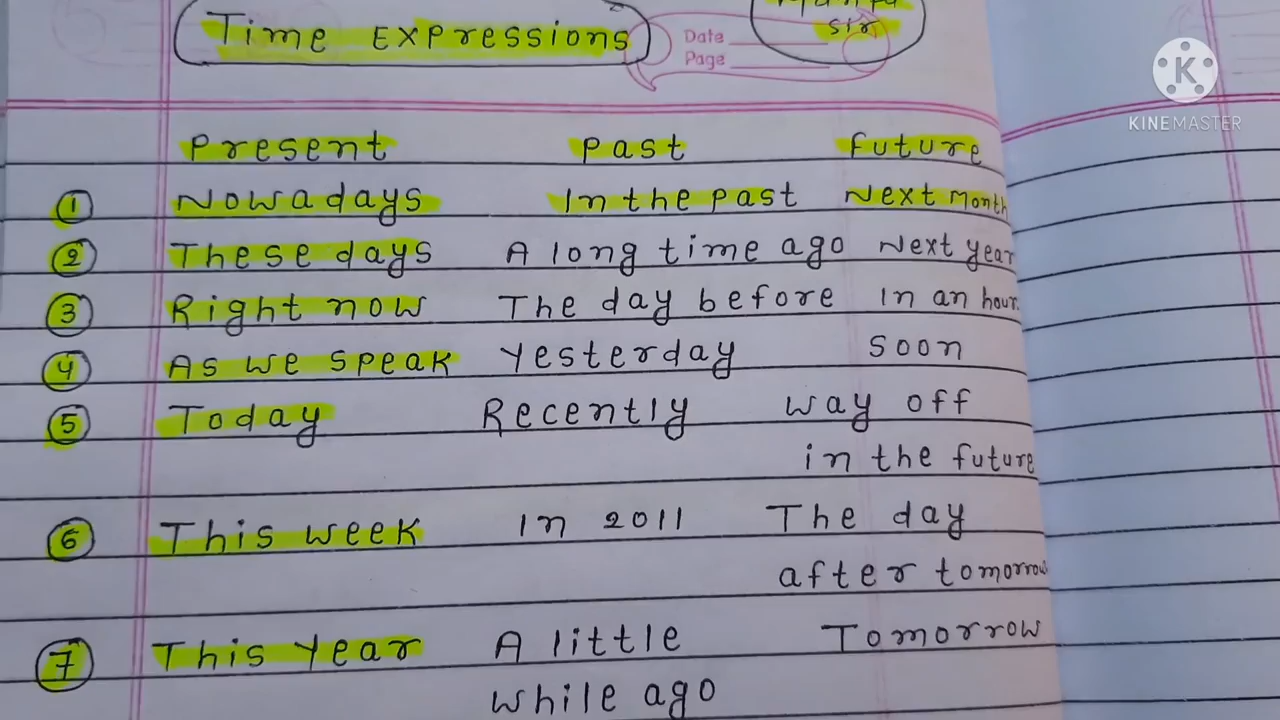 Time Expressions
sir
Date
Page
KINEMASTER
Present Past Future
1 Nowadays In the past Next Month
2 These days A long time ago Next year
3 Right now The day before In an hour.
4 As we speak Yesterday Soon
5 Today Recently Way off
in the future
6 This week In 2011 The day
after tomorrow
7 This Year A little Tomorrow
while ago